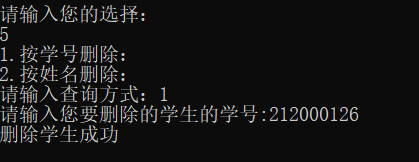 请输入您的选择：
5
1.按学号删除：
2.按姓名删除：
请输入查询方式：1
请输入您要删除的学生的学号:212000126
删除学生成功